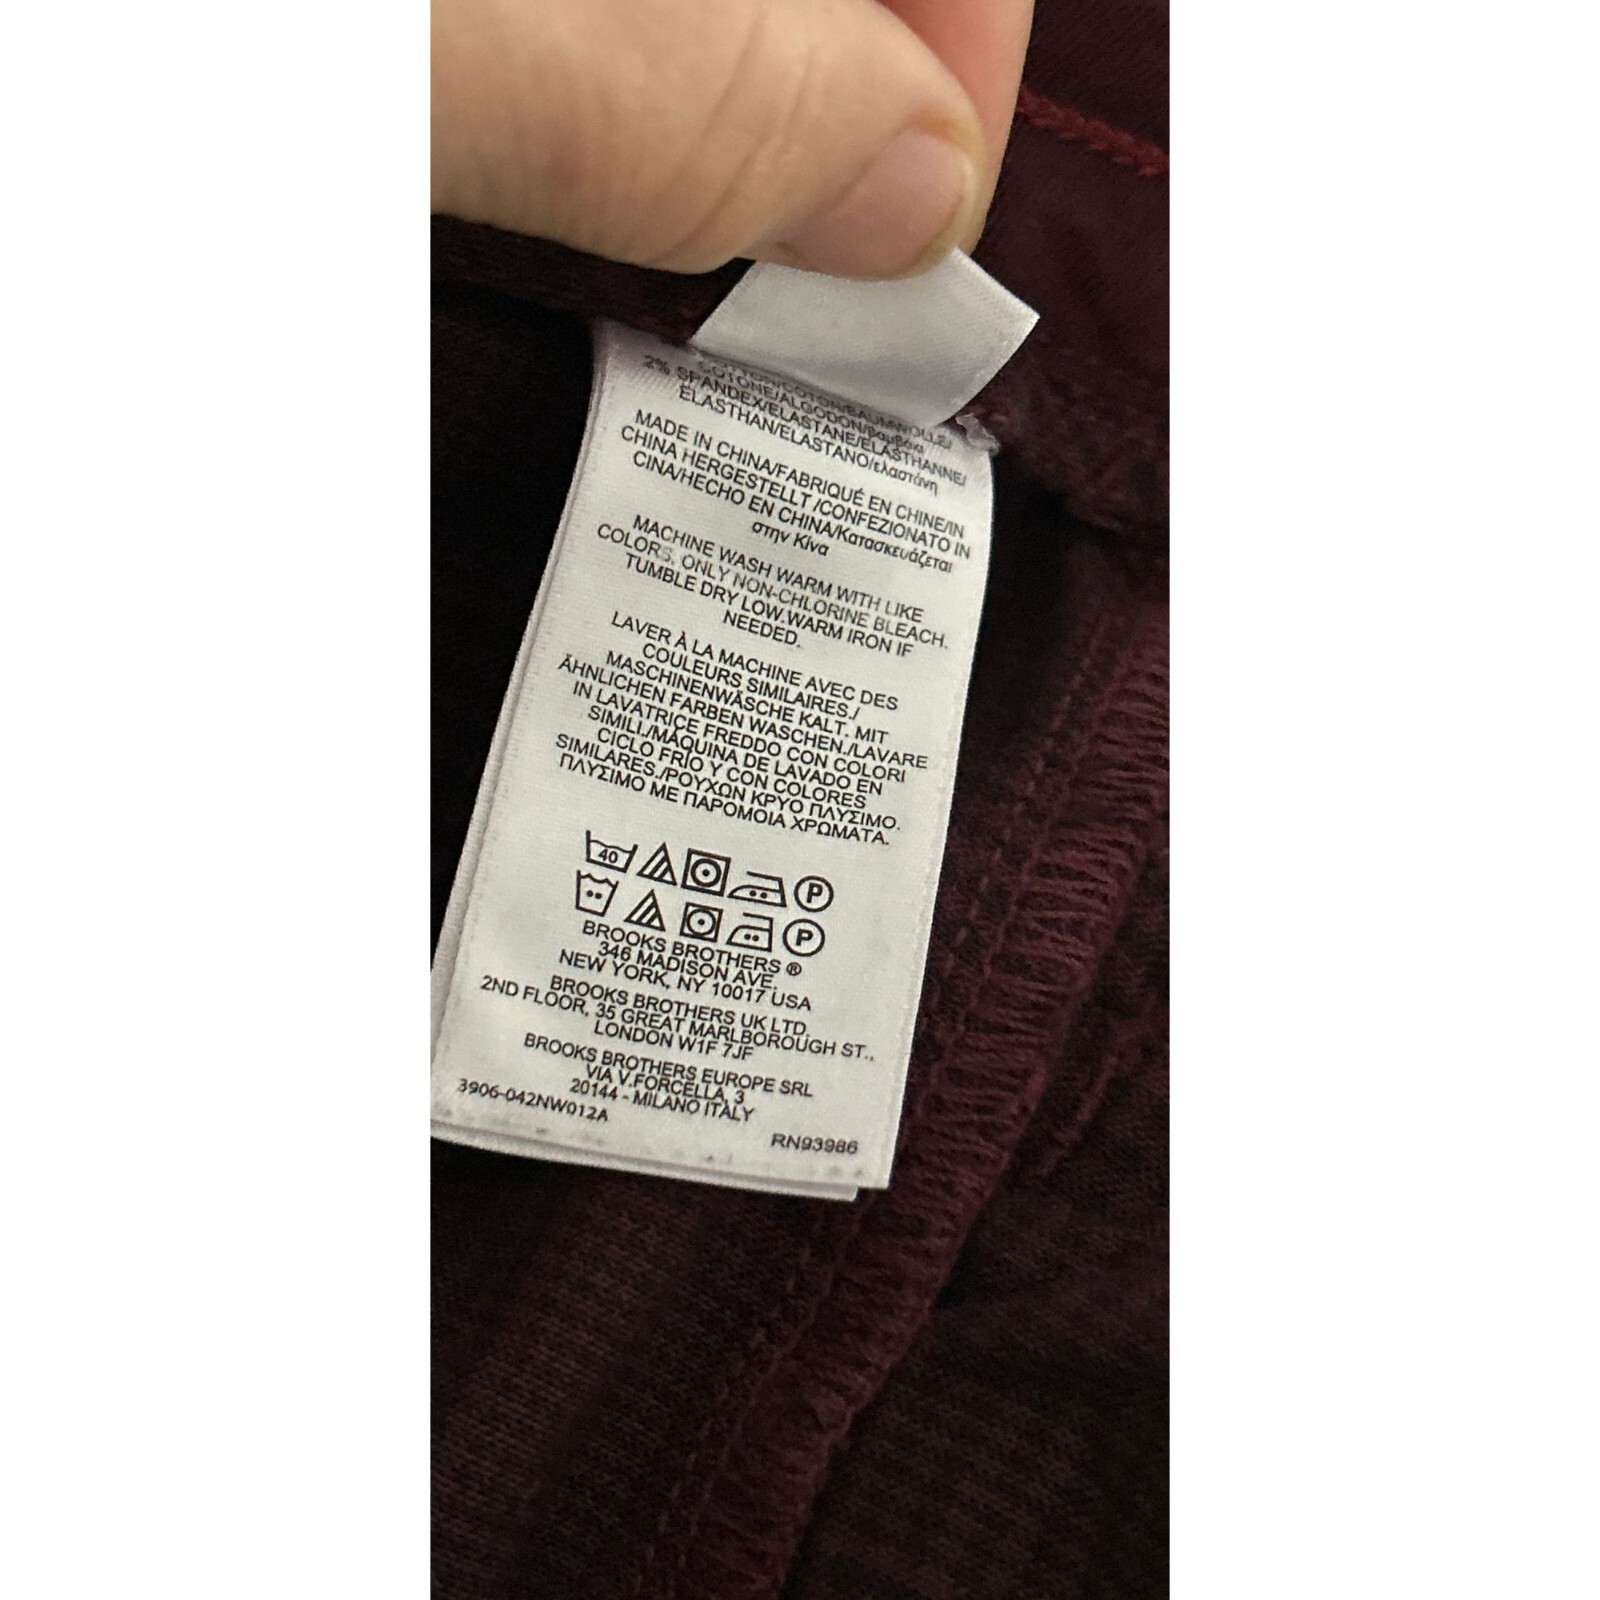 COTTON/COTON/BAUMWOLLE/
COTONE/ALGODON/βαμβάκι
2% SPANDEX/ELASTANE/ELASTHANNE/
ELASTHAN/ELASTANO/ελαστάνη
MADE IN CHINA/FABRIQUÉ EN CHINE/IN
CHINA HERGESTELLT /CONFEZIONATO IN
CINA/HECHO EN CHINA/Κατασκευάζεται
στην Κίνα
MACHINE WASH WARM WITH LIKE
COLORS, ONLY NON-CHLORINE BLEACH.
TUMBLE DRY LOW.WARM IRON IF
NEEDED.
LAVER À LA MACHINE AVEC DES
COULEURS SIMILAIRES./
MASCHINENWÄSCHE KALT. MIT
ÄHNLICHEN FARBEN WASCHEN./LAVARE
IN LAVATRICE FREDDO CON COLORI
SIMILI./MÁQUINA DE LAVADO EN
CICLO FRÍO Y CON COLORES
SIMILARES./ΡΟΥΧΩΝ ΚΡΥΟ ΠΛΥΣΙΜΟ.
ΠΛΥΣΙΜΟ ΜΕ ΠΑΡΟΜΟΙΑ ΧΡΩΜΑΤΑ.
40 P
P
BROOKS BROTHERS ®
346 MADISON AVE.
NEW YORK, NY 10017 USA
BROOKS BROTHERS UK LTD.
2ND FLOOR, 35 GREAT MARLBOROUGH ST.,
LONDON W1F 7JF
BROOKS BROTHERS EUROPE SRL
VIA V.FORCELLA, 3
20144 - MILANO ITALY
3906-042NW012A
RN93986